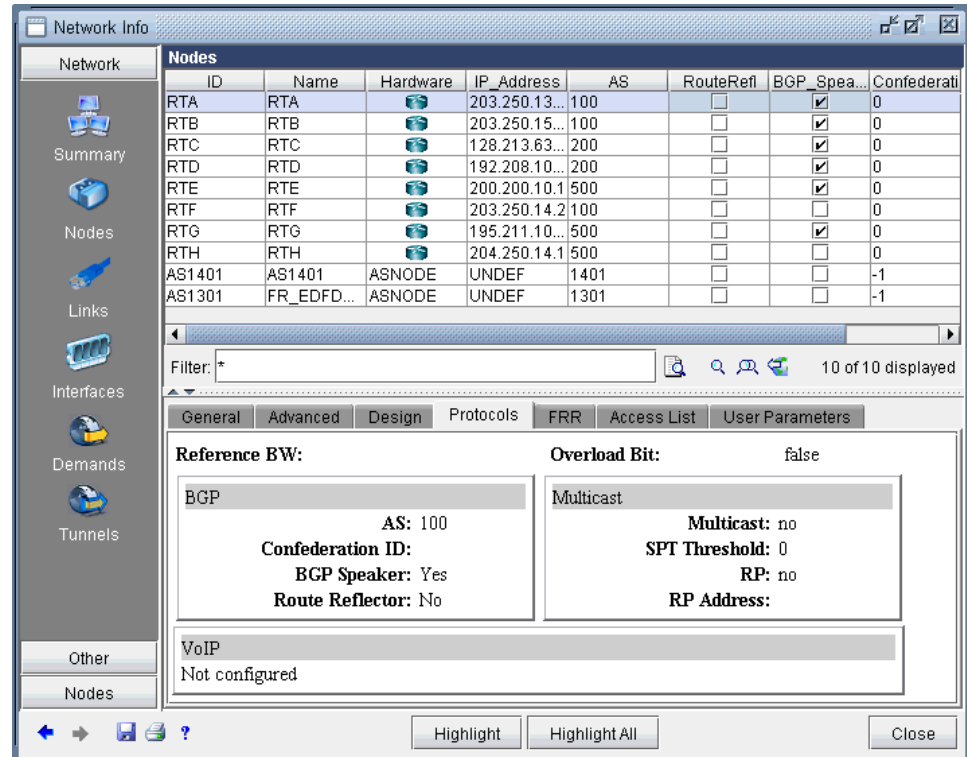 Network Info
Network
Summary
Nodes
Links
Interfaces
Demands
Tunnels
Other
Nodes
Nodes
ID Name Hardware IP_Address AS RouteRefl BGP_Spea... Confederati
RTA RTA 203.250.13... 100 0
RTB RTB 203.250.15... 100 0
RTC RTC 128.213.63... 200 0
RTD RTD 192.208.10... 200 0
RTE RTE 200.200.10.1 500 0
RTF RTF 203.250.14.2 100 0
RTG RTG 195.211.10... 500 0
RTH RTH 204.250.14.1 500 0
AS1401 AS1401 ASNODE UNDEF 1401 -1
AS1301 FR_EDFD... ASNODE UNDEF 1301 -1
Filter: * 10 of 10 displayed
General Advanced Design Protocols FRR Access List User Parameters
Reference BW: Overload Bit: false
BGP
AS: 100
Confederation ID:
BGP Speaker: Yes
Route Reflector: No
Multicast
Multicast: no
SPT Threshold: 0
RP: no
RP Address:
VoIP
Not configured
? Highlight Highlight All Close